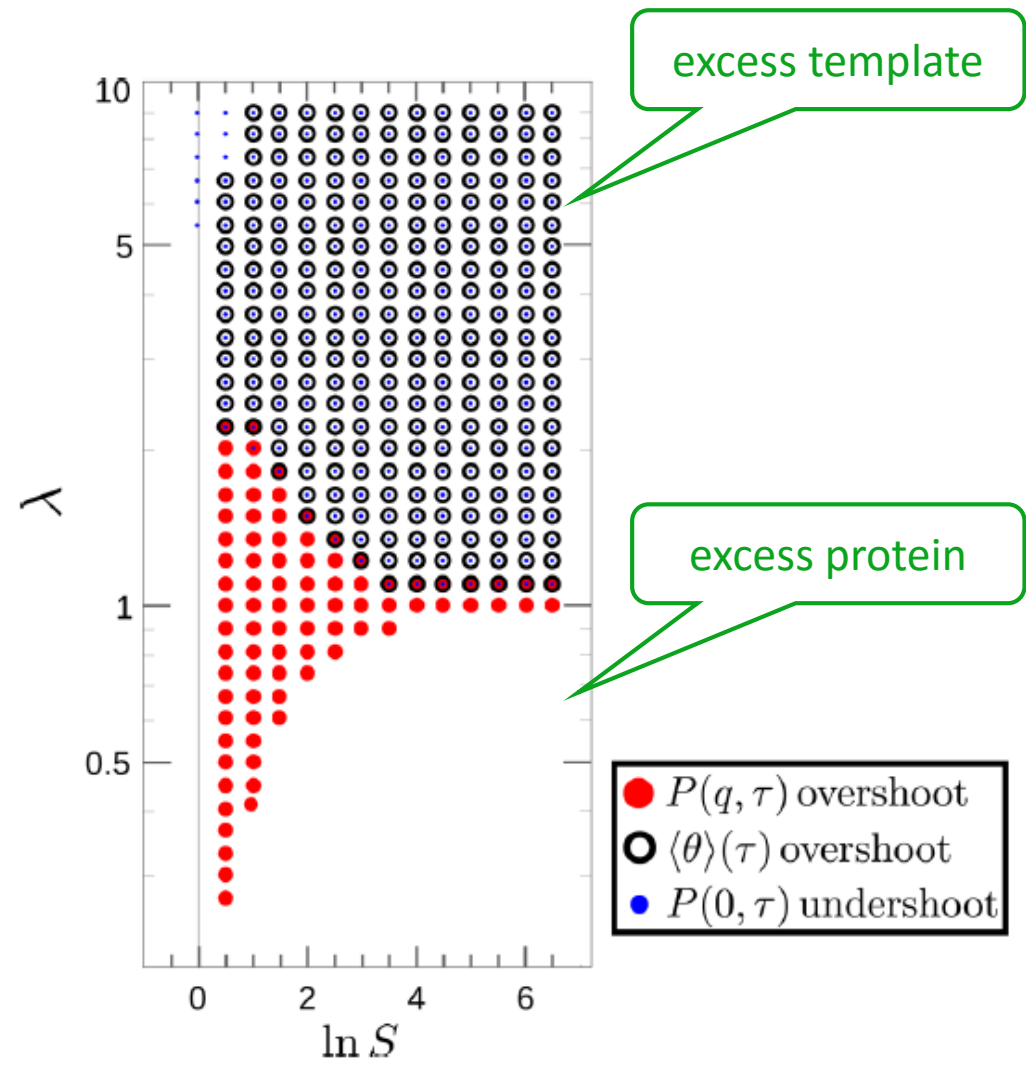 excess template
10
5
λ
excess protein
1
0.5
P(q, τ) overshoot
⟨θ⟩(τ) overshoot
P(0, τ) undershoot
0 2 4 6
ln S